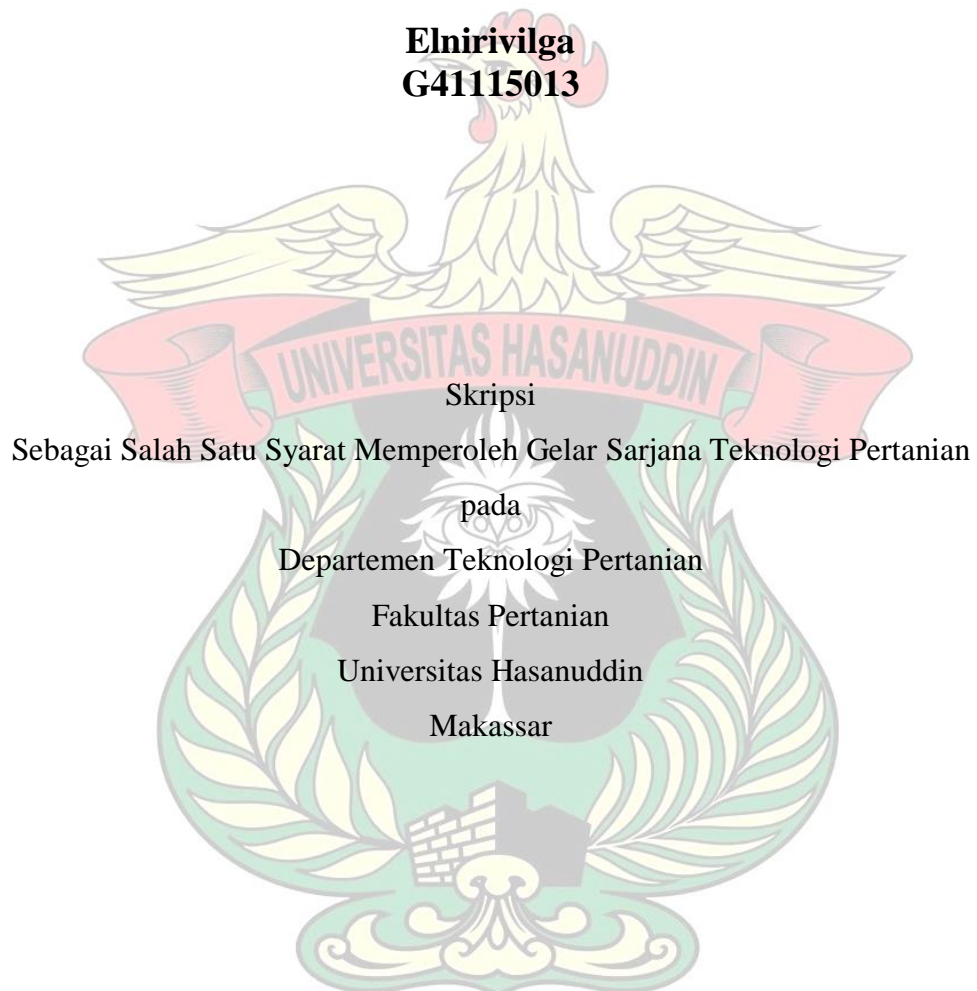 Elnirivilga
G41115013
UNIVERSITAS HASANUDDIN
Skripsi
Sebagai Salah Satu Syarat Memperoleh Gelar Sarjana Teknologi Pertanian
pada
Departemen Teknologi Pertanian
Fakultas Pertanian
Universitas Hasanuddin
Makassar